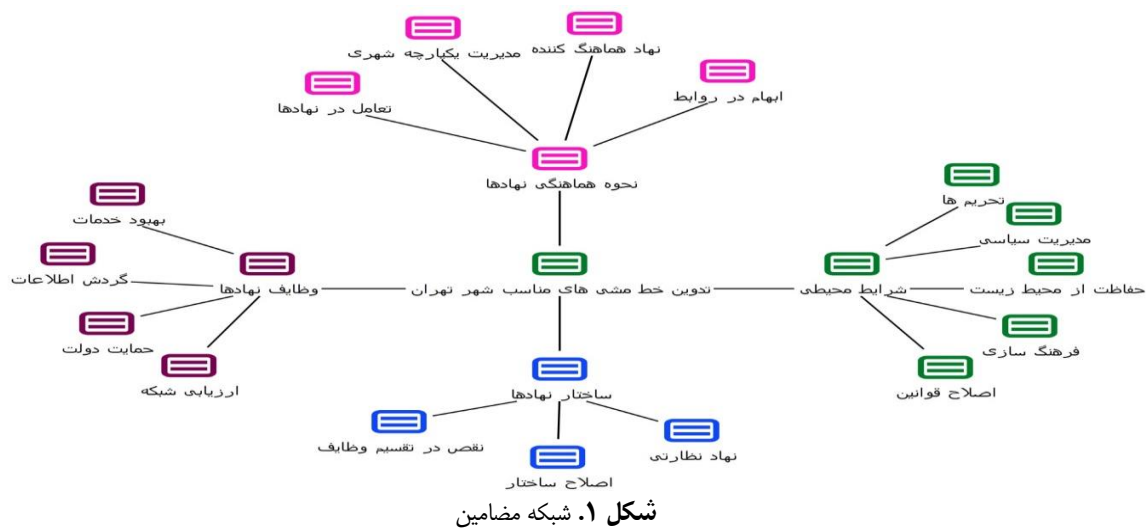 نهاد هماهنگ کننده
مدیریت یکپارچه شهری
ابهام در روابط
تعامل در نهادها
نحوه هماهنگی نهادها
تحریم ها
مدیریت سیاسی
حفاظت از محیط زیست
فرهنگ سازی
اصلاح قوانین
شرایط محیطی
تدوین خط مشی های مناسب شهر تهران
وظایف نهادها
بهبود خدمات
گردش اطلاعات
حمایت دولت
ارزیابی شبکه
ساختار نهادها
نهاد نظارتی
اصلاح ساختار
نقص در تقسیم وظایف
شکل ۱. شبکه مضامین